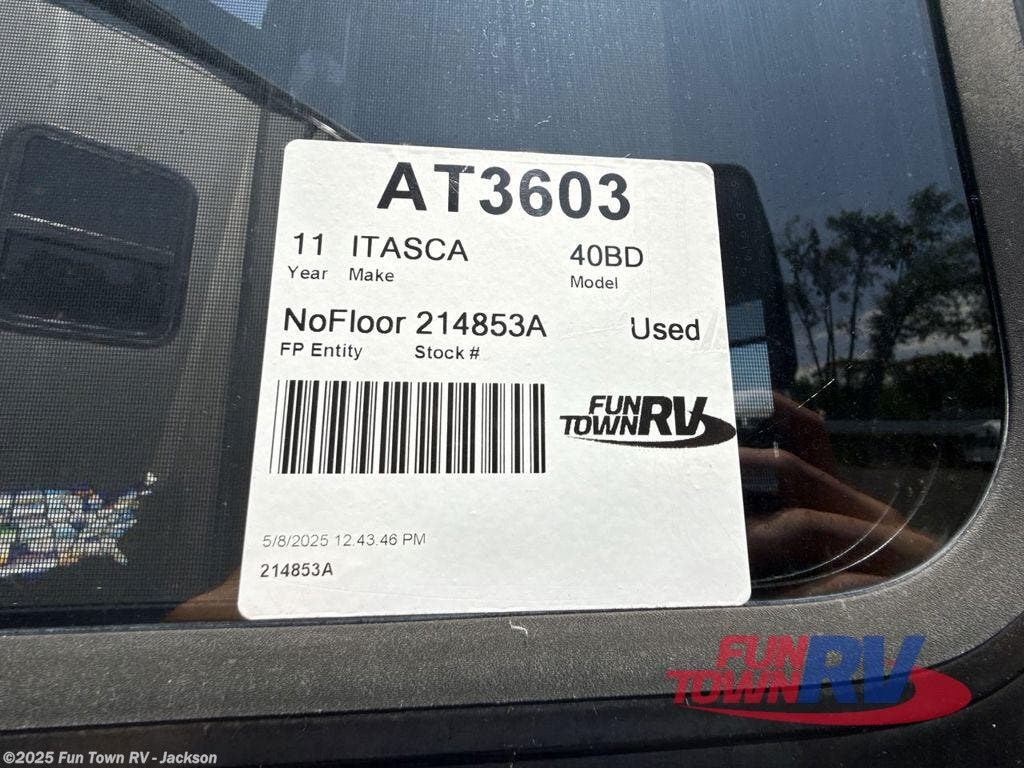 AT3603
11 ITASCA 40BD
Year Make Model
NoFloor 214853A Used
FP Entity Stock #
FUN
TOWN RV
5/8/2025 12.43.46 PM
214853A
FUN
TOWN RV
©2025 Fun Town RV - Jackson